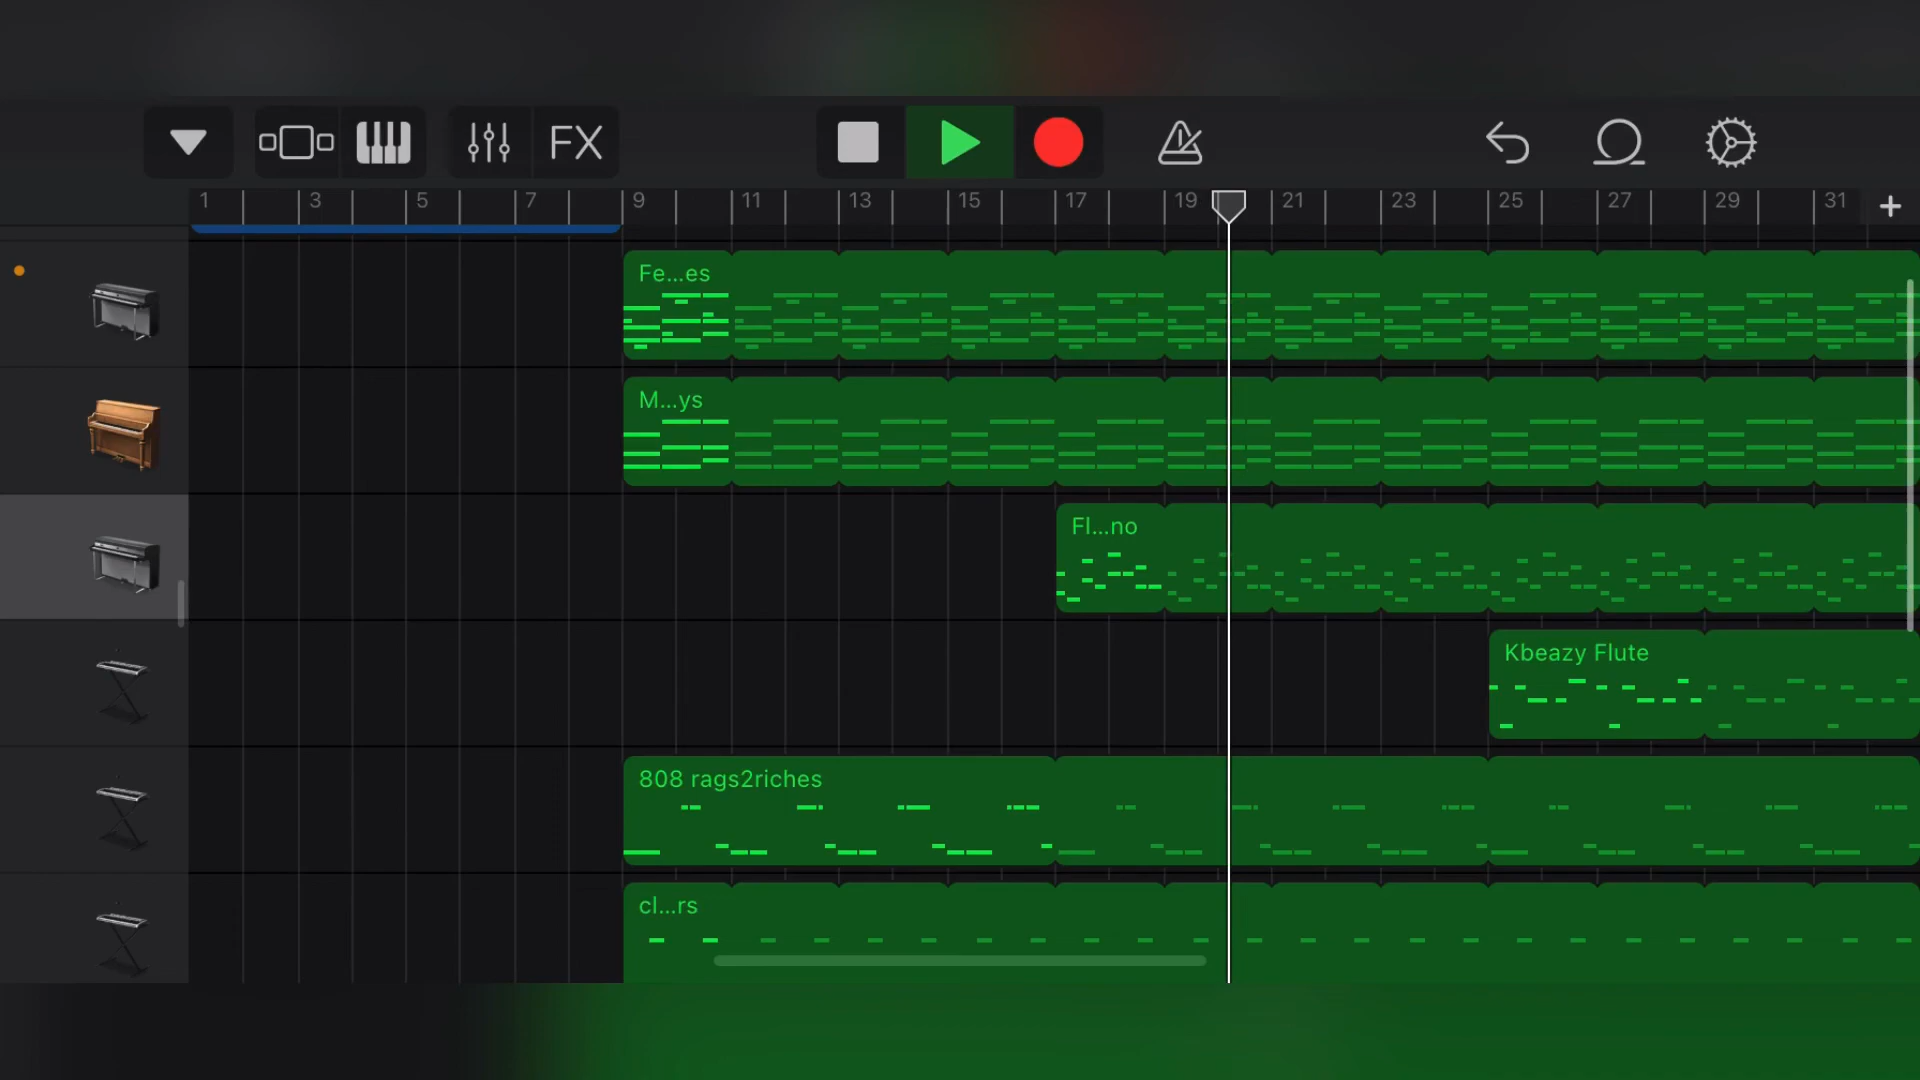 FX
1 3 5 7 9 11 13 15 17 19 21 23 25 27 29 31 +
Fe...es
M...ys
Fl...no
Kbeazy Flute
808 rags2riches
cl...rs